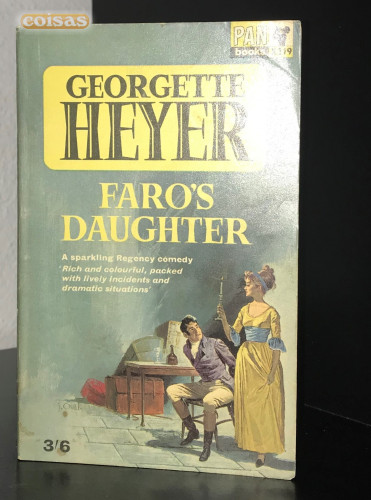 coisas
PAN
books
GEORGETTE
HEYER
FARO'S
DAUGHTER
A sparkling Regency comedy
'Rich and colourful, packed
with lively incidents and
dramatic situations'
3/6